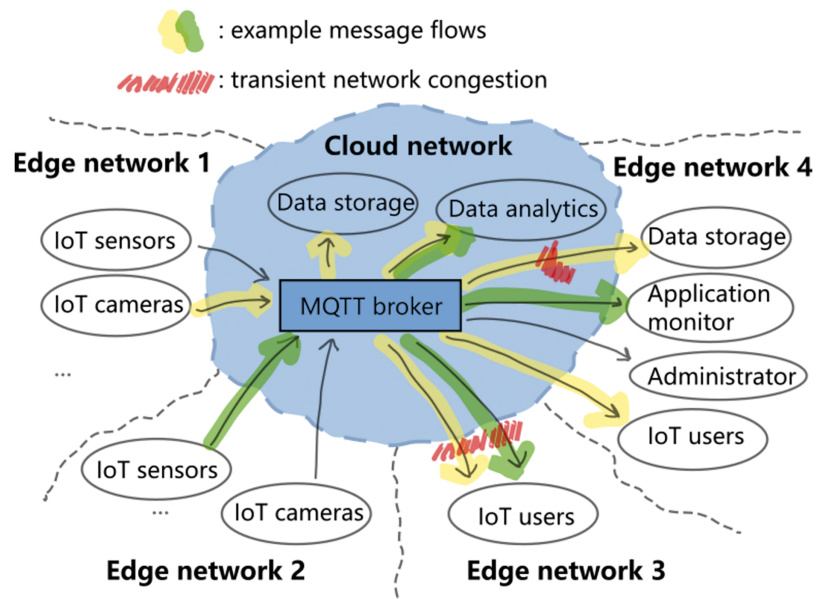 : example message flows
: transient network congestion
Cloud network
Edge network 1
Edge network 4
Data storage
Data analytics
IoT sensors
Data storage
IoT cameras
MQTT broker
Application
monitor
...
Administrator
IoT users
IoT sensors
...
IoT cameras
IoT users
Edge network 2
Edge network 3